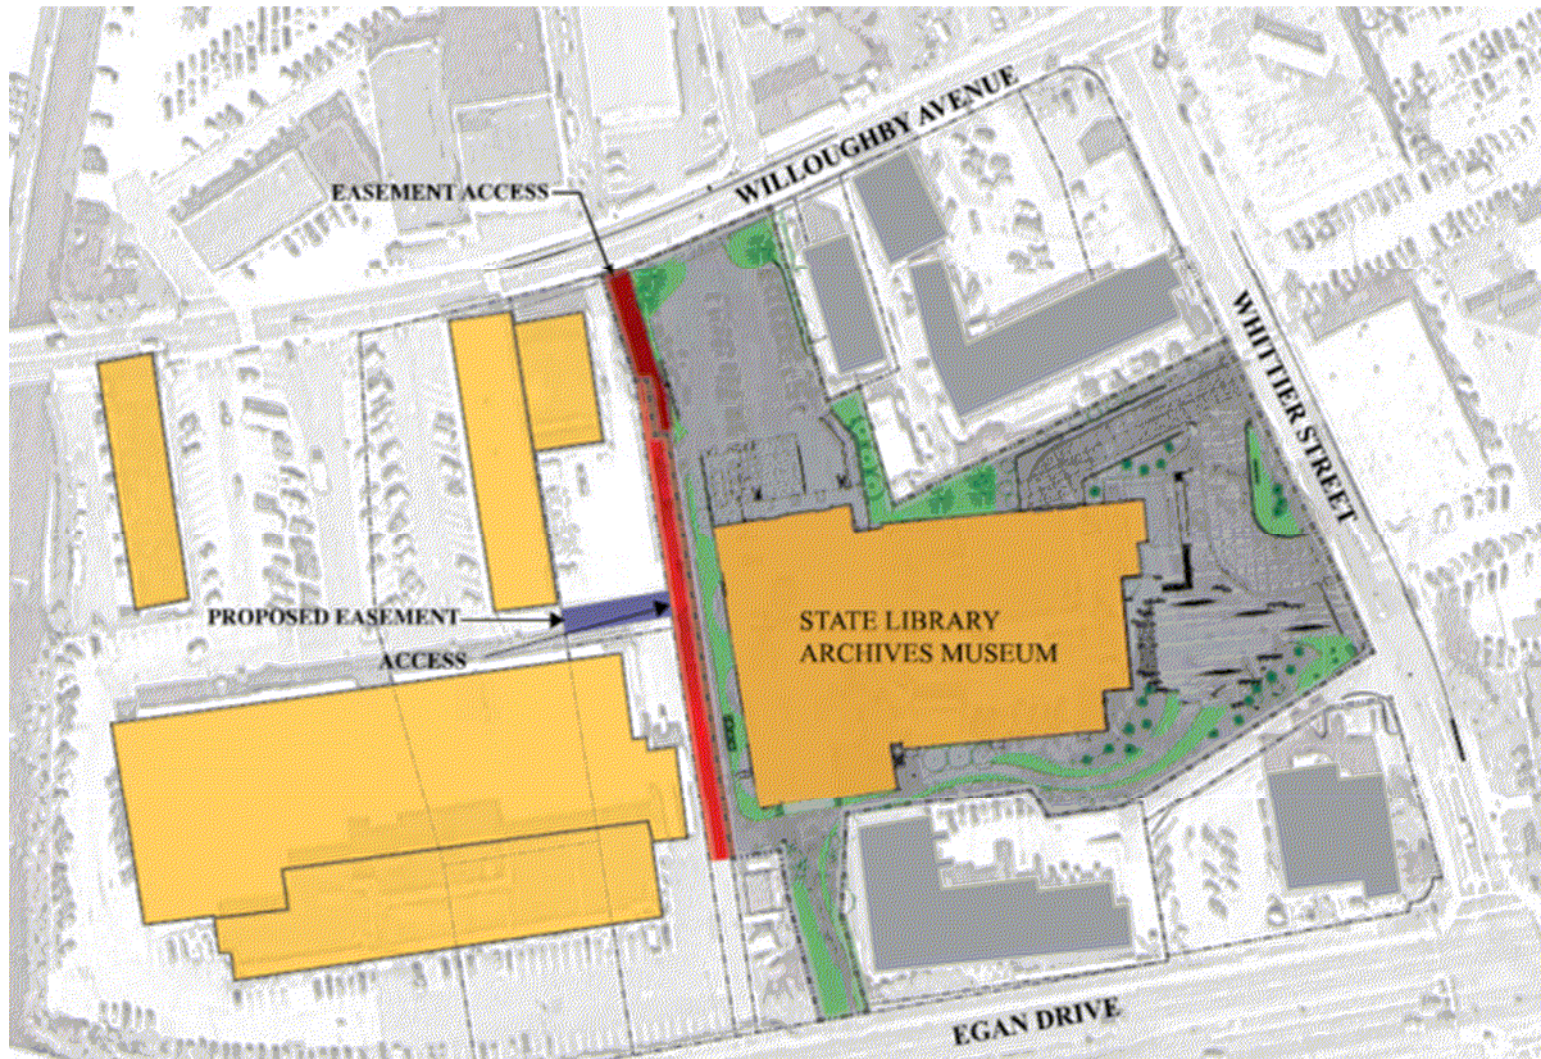 WILLOUGHBY AVENUE
EASEMENT ACCESS
WHITTIER STREET
PROPOSED EASEMENT
ACCESS
STATE LIBRARY
ARCHIVES MUSEUM
EGAN DRIVE